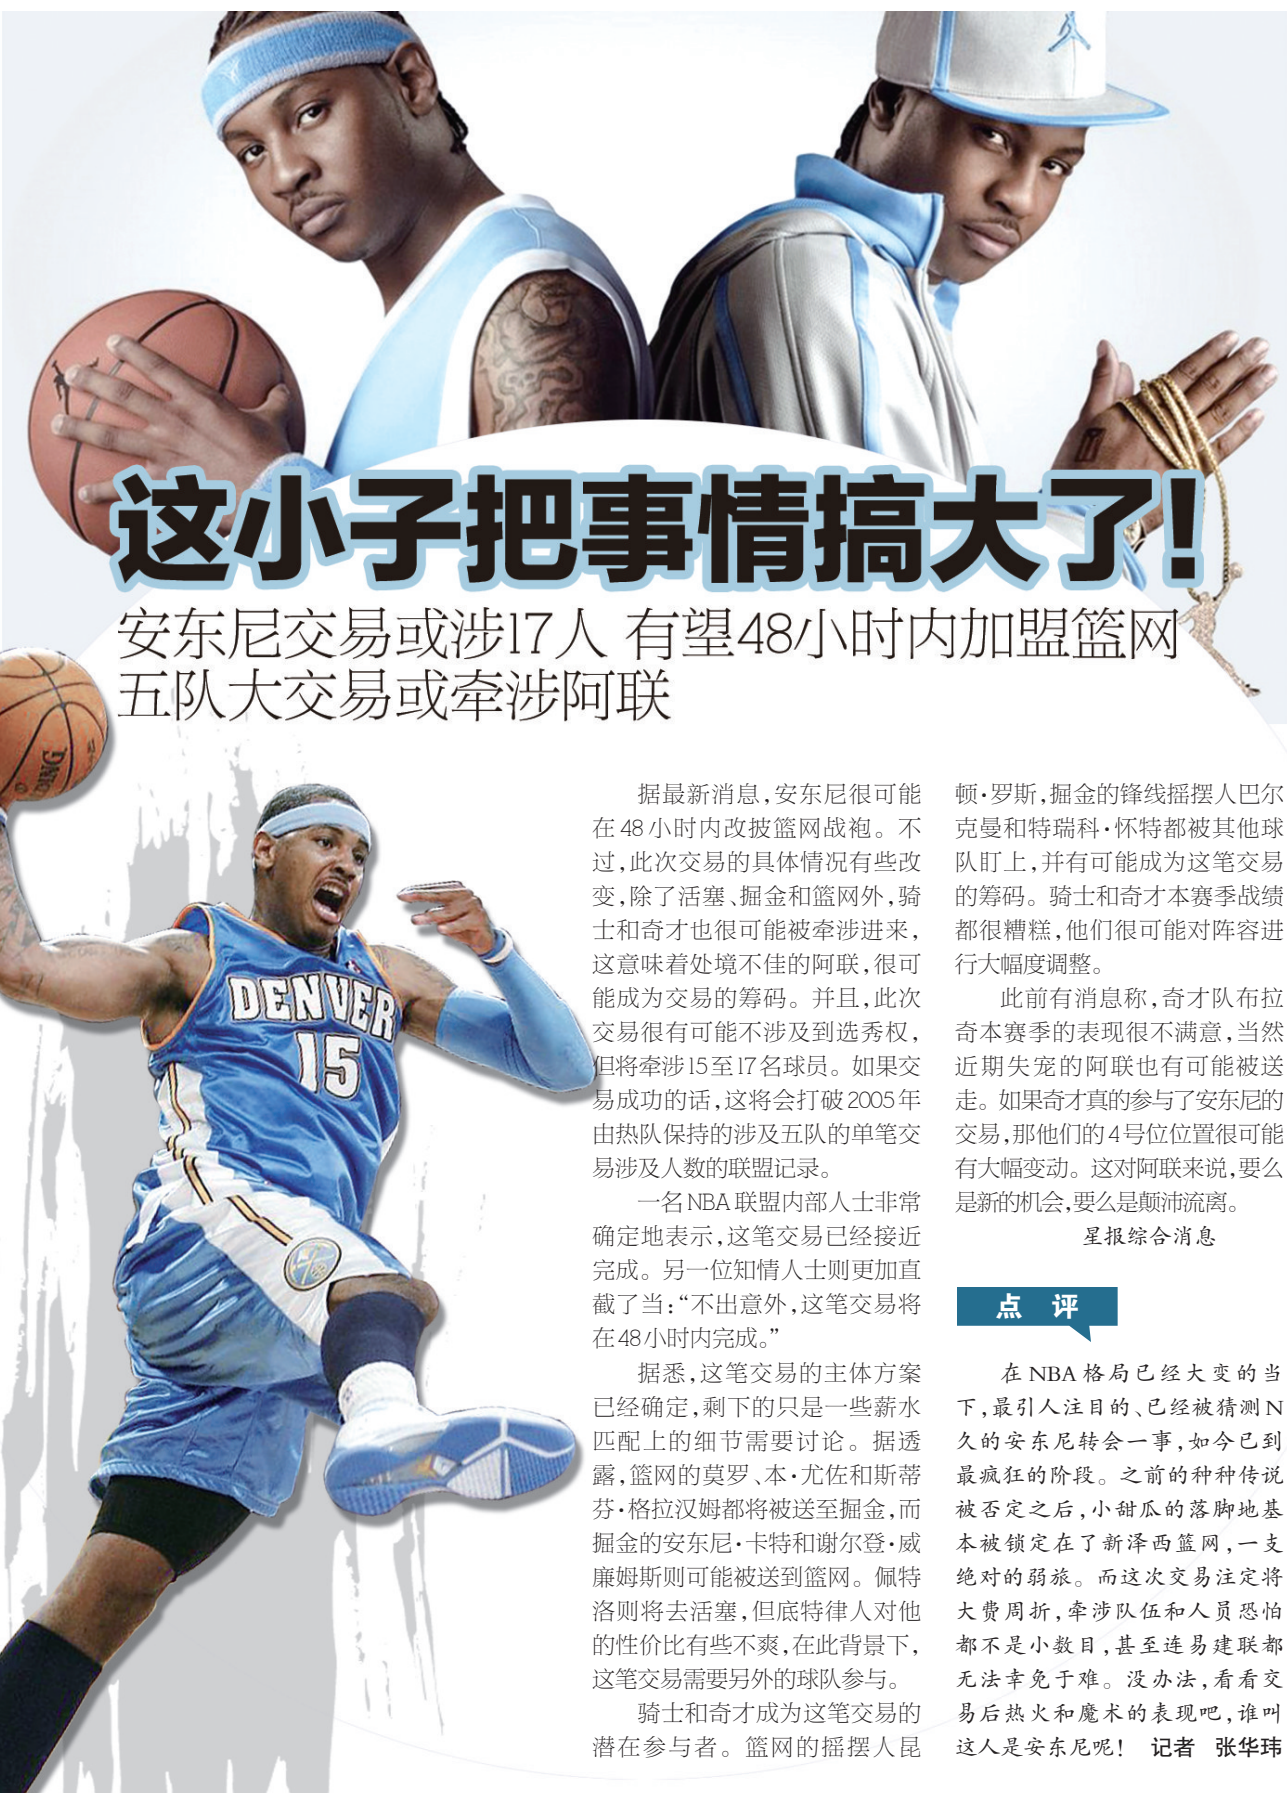 这小子把事情搞大了!
安东尼交易或涉17人 有望48小时内加盟篮网
五队大交易或牵涉阿联
DENVER
15
据最新消息,安东尼很可能
在48小时内改披篮网战袍。不
过,此次交易的具体情况有些改
变,除了活塞、掘金和篮网外,骑
士和奇才也很可能被牵涉进来,
这意味着处境不佳的阿联,很可
能成为交易的筹码。并且,此次
交易很有可能不涉及到选秀权,
但将牵涉15至17名球员。如果交
易成功的话,这将会打破2005年
由热队保持的涉及五队的单笔交
易涉及人数的联盟记录。
一名NBA联盟内部人士非常
确定地表示,这笔交易已经接近
完成。另一位知情人士则更加直
截了当:“不出意外,这笔交易将
在48小时内完成。”
据悉,这笔交易的主体方案
已经确定,剩下的只是一些薪水
匹配上的细节需要讨论。据透
露,篮网的莫罗、本·尤佐和斯蒂
芬·格拉汉姆都将被送至掘金,而
掘金的安东尼·卡特和谢尔登·威
廉姆斯则可能被送到篮网。佩特
洛则将去活塞,但底特律人对他
的性价比有些不爽,在此背景下,
这笔交易需要另外的球队参与。
骑士和奇才成为这笔交易的
潜在参与者。篮网的摇摆人昆
顿·罗斯,掘金的锋线摇摆人巴尔
克曼和特瑞科·怀特都被其他球
队盯上,并有可能成为这笔交易
的筹码。骑士和奇才本赛季战绩
都很糟糕,他们很可能对阵容进
行大幅度调整。
此前有消息称,奇才队布拉
奇本赛季的表现很不满意,当然
近期失宠的阿联也有可能被送
走。如果奇才真的参与了安东尼的
交易,那他们的4号位位置很可能
有大幅变动。这对阿联来说,要么
是新的机会,要么是颠沛流离。
星报综合消息
点 评
在NBA格局已经大变的当
下,最引人注目的、已经被猜测N
久的安东尼转会一事,如今已到
最疯狂的阶段。之前的种种传说
被否定之后,小甜瓜的落脚地基
本被锁定在了新泽西篮网,一支
绝对的弱旅。而这次交易注定将
大费周折,牵涉队伍和人员恐怕
都不是小数目,甚至连易建联都
无法幸免于难。没办法,看看交
易后热火和魔术的表现吧,谁叫
这人是安东尼呢! 记者 张华玮